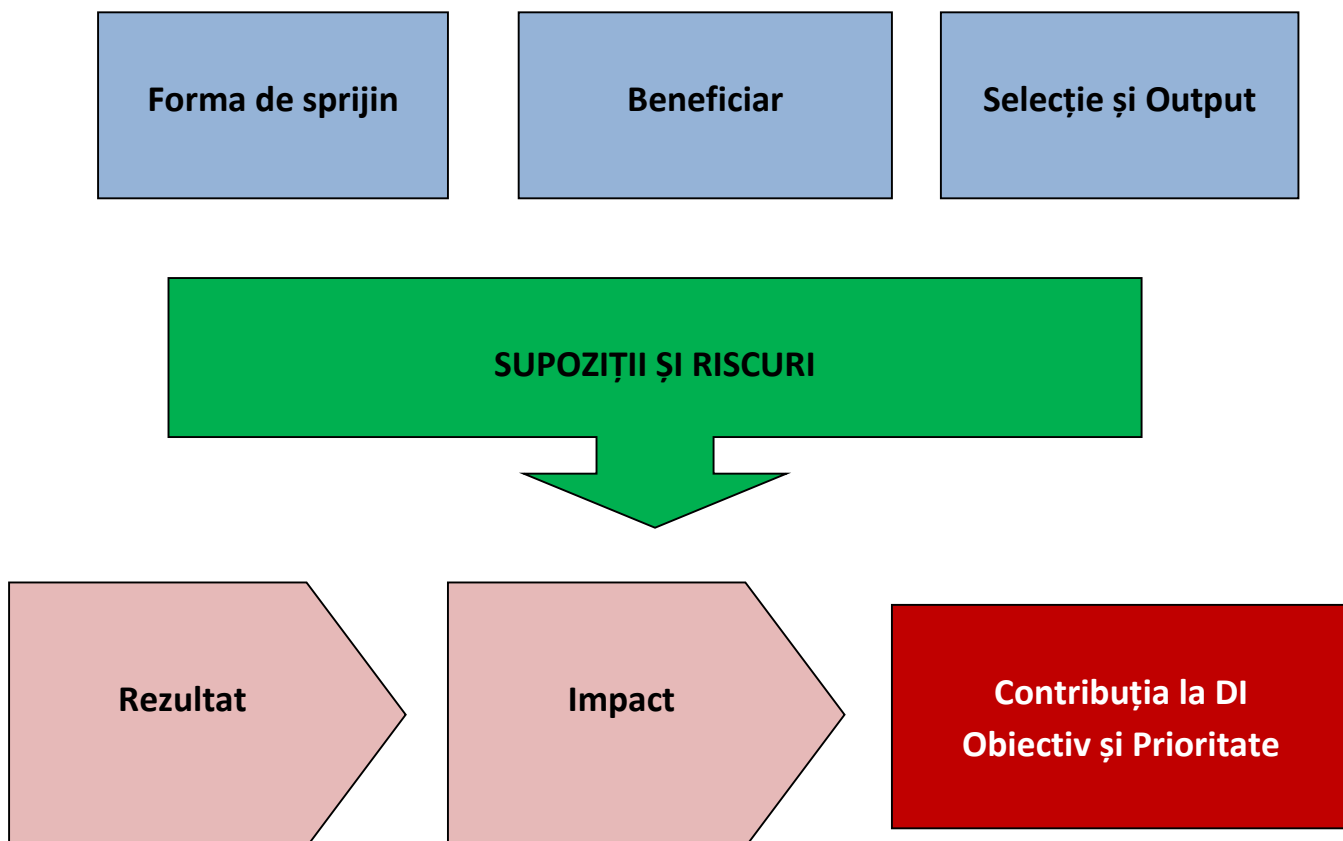 Forma de sprijin
Beneficiar
Selecție și Output
SUPOZIȚII ȘI RISCURI
Rezultat
Impact
Contribuția la DI
Obiectiv și Prioritate